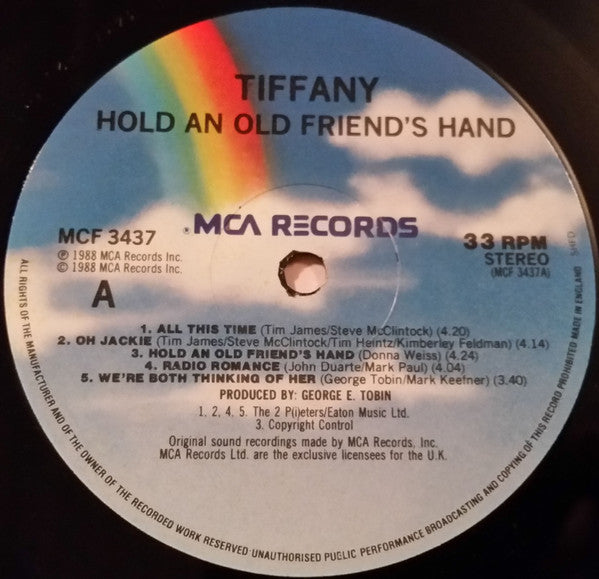 TIFFANY
HOLD AN OLD FRIEND'S HAND
MCA RECORDS
MCF 3437
℗ 1988 MCA Records Inc.
© 1988 MCA Records Inc.
A
33 RPM
STEREO
(MCF 3437A)
1. ALL THIS TIME (Tim James/Steve McClintock) (4.20)
2. OH JACKIE (Tim James/Steve McClintock/Tim Heintz/Kimberley Feldman) (4.14)
3. HOLD AN OLD FRIEND'S HAND (Donna Weiss) (4.24)
4. RADIO ROMANCE (John Duarte/Mark Paul) (4.04)
5. WE'RE BOTH THINKING OF HER (George Tobin/Mark Keefner) (3.40)
PRODUCED BY: GEORGE E. TOBIN
1, 2, 4, 5. The 2 P(i)eters/Eaton Music Ltd.
3. Copyright Control
Original sound recordings made by MCA Records, Inc.
MCA Records Ltd. are the exclusive licensees for the U.K.
ALL RIGHTS OF THE MANUFACTURER AND OF THE OWNER OF THE RECORDED WORK RESERVED·UNAUTHORISED PUBLIC PERFORMANCE BROADCASTING AND COPYING OF THIS RECORD PROHIBITED MADE IN ENGLAND